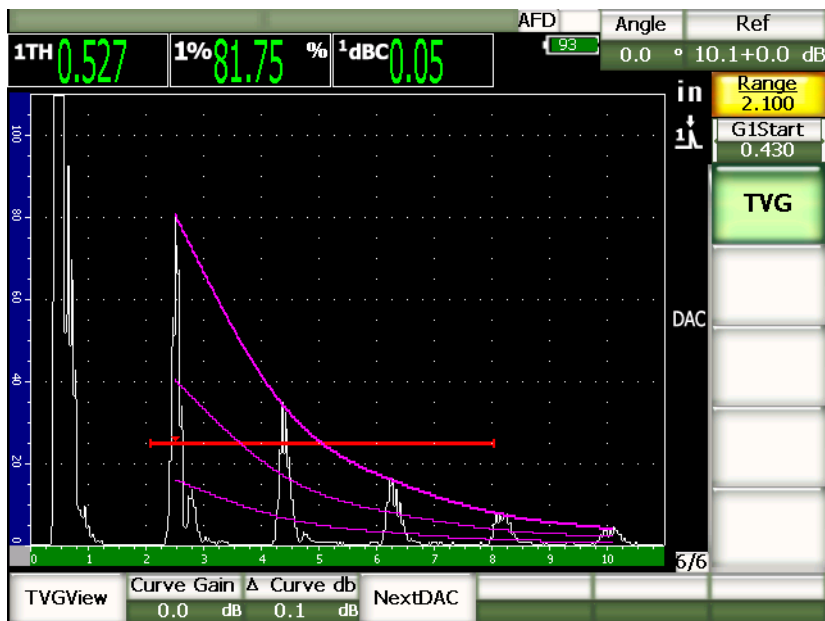 AFD
Angle
Ref
1TH 0.527
1% 81.75 %
1dBC 0.05
93
0.0 °
10.1+0.0 dB
in
Range
2.100
1
G1Start
0.430
TVG
DAC
100
80
60
40
20
0
0 1 2 3 4 5 6 7 8 9 10
6/6
TVGView
Curve Gain
0.0 dB
Δ Curve db
0.1 dB
NextDAC